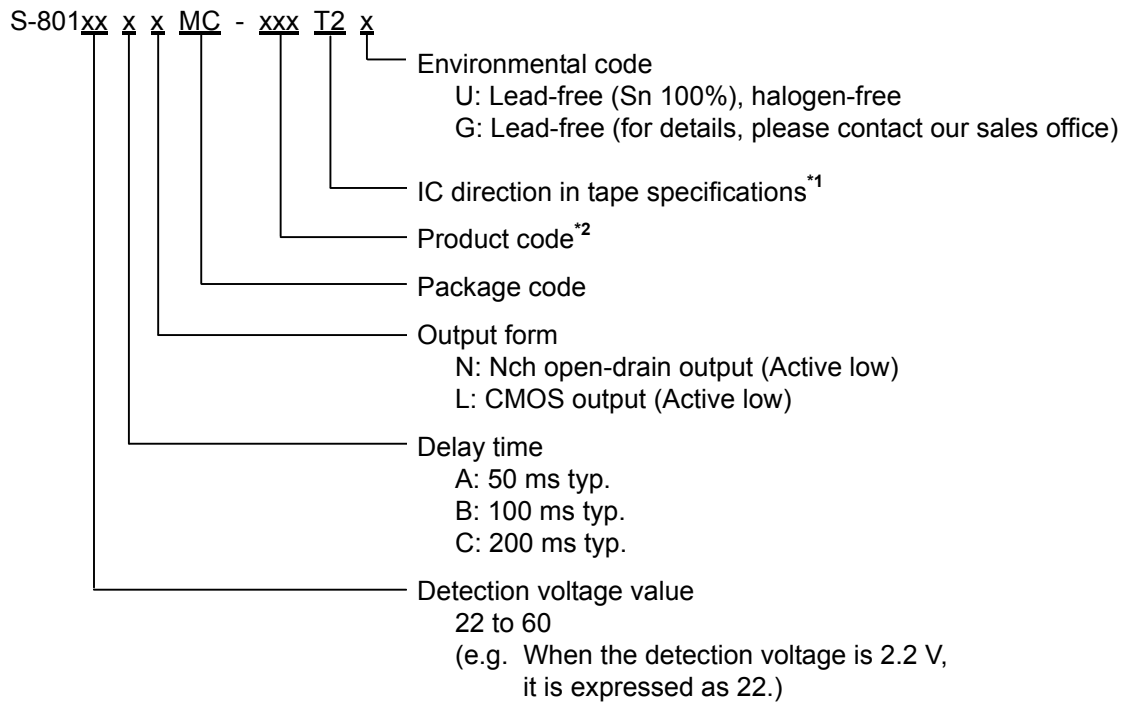 S-801xx x x MC - xxx T2 x
Environmental code
U: Lead-free (Sn 100%), halogen-free
G: Lead-free (for details, please contact our sales office)
IC direction in tape specifications*1
Product code*2
Package code
Output form
N: Nch open-drain output (Active low)
L: CMOS output (Active low)
Delay time
A: 50 ms typ.
B: 100 ms typ.
C: 200 ms typ.
Detection voltage value
22 to 60
(e.g. When the detection voltage is 2.2 V,
it is expressed as 22.)